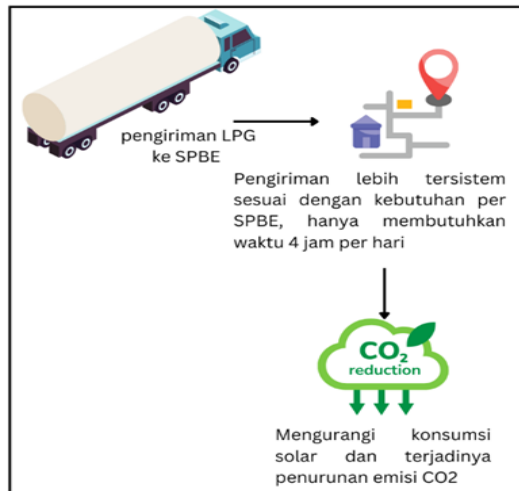 pengiriman LPG
ke SPBE
Pengiriman lebih tersistem
sesuai dengan kebutuhan per
SPBE, hanya membutuhkan
waktu 4 jam per hari
CO₂
reduction
Mengurangi konsumsi
solar dan terjadinya
penurunan emisi CO2